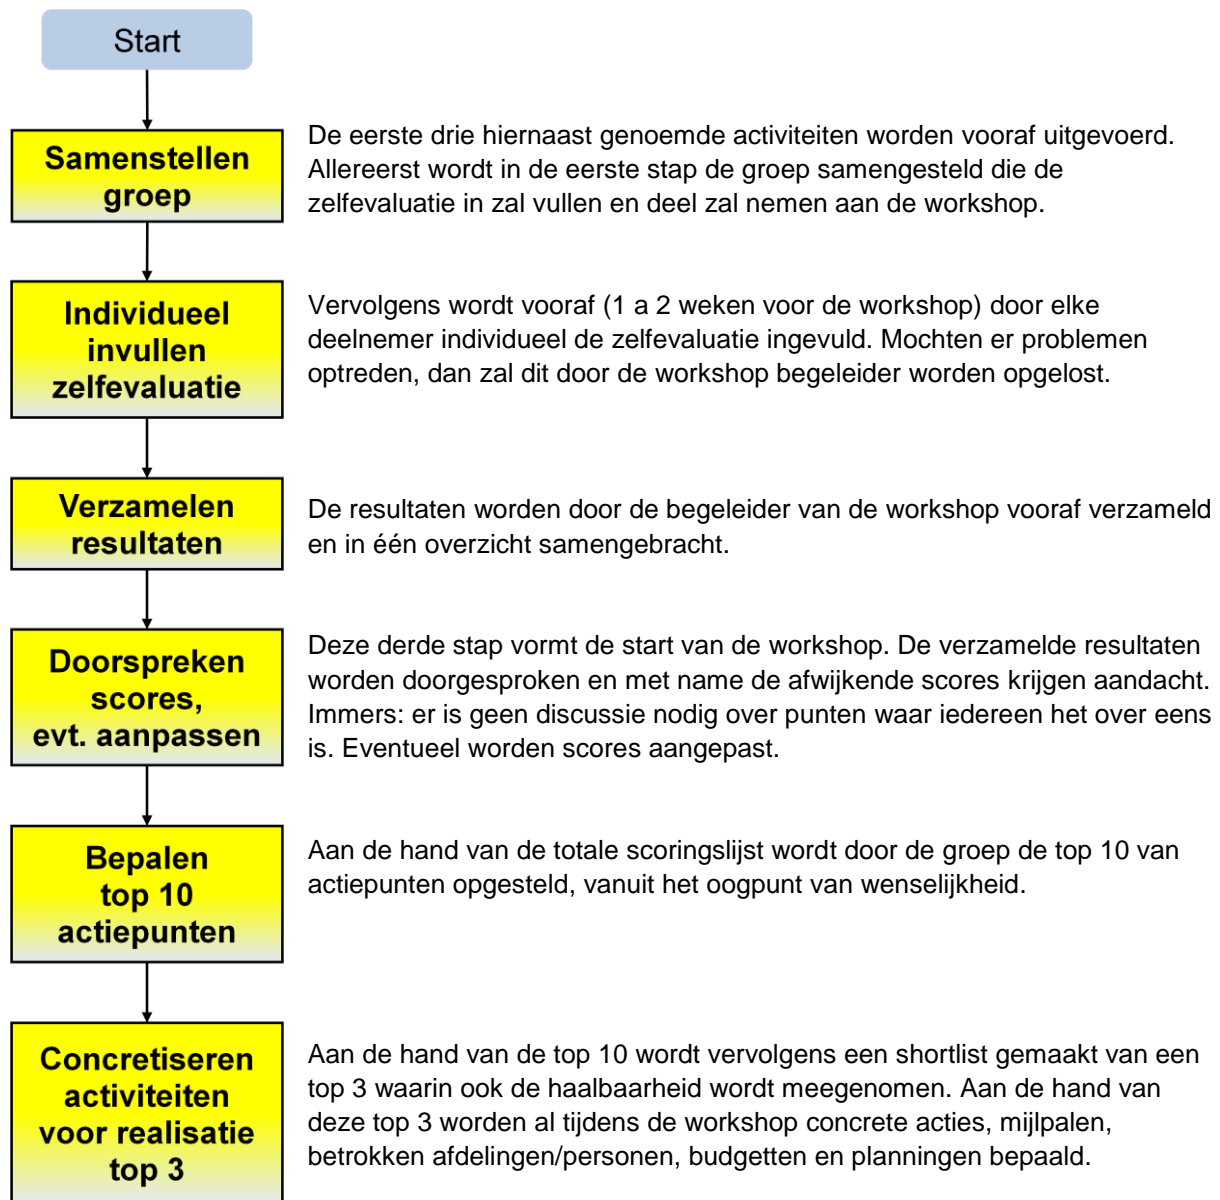 Start
Samenstellen
groep
De eerste drie hiernaast genoemde activiteiten worden vooraf uitgevoerd.
Allereerst wordt in de eerste stap de groep samengesteld die de
zelfevaluatie in zal vullen en deel zal nemen aan de workshop.
Individueel
invullen
zelfevaluatie
Vervolgens wordt vooraf (1 a 2 weken voor de workshop) door elke
deelnemer individueel de zelfevaluatie ingevuld. Mochten er problemen
optreden, dan zal dit door de workshop begeleider worden opgelost.
Verzamelen
resultaten
De resultaten worden door de begeleider van de workshop vooraf verzameld
en in één overzicht samengebracht.
Doorspreken
scores,
evt. aanpassen
Deze derde stap vormt de start van de workshop. De verzamelde resultaten
worden doorgesproken en met name de afwijkende scores krijgen aandacht.
Immers: er is geen discussie nodig over punten waar iedereen het over eens
is. Eventueel worden scores aangepast.
Bepalen
top 10
actiepunten
Aan de hand van de totale scoringslijst wordt door de groep de top 10 van
actiepunten opgesteld, vanuit het oogpunt van wenselijkheid.
Concretiseren
activiteiten
voor realisatie
top 3
Aan de hand van de top 10 wordt vervolgens een shortlist gemaakt van een
top 3 waarin ook de haalbaarheid wordt meegenomen. Aan de hand van
deze top 3 worden al tijdens de workshop concrete acties, mijlpalen,
betrokken afdelingen/personen, budgetten en planningen bepaald.